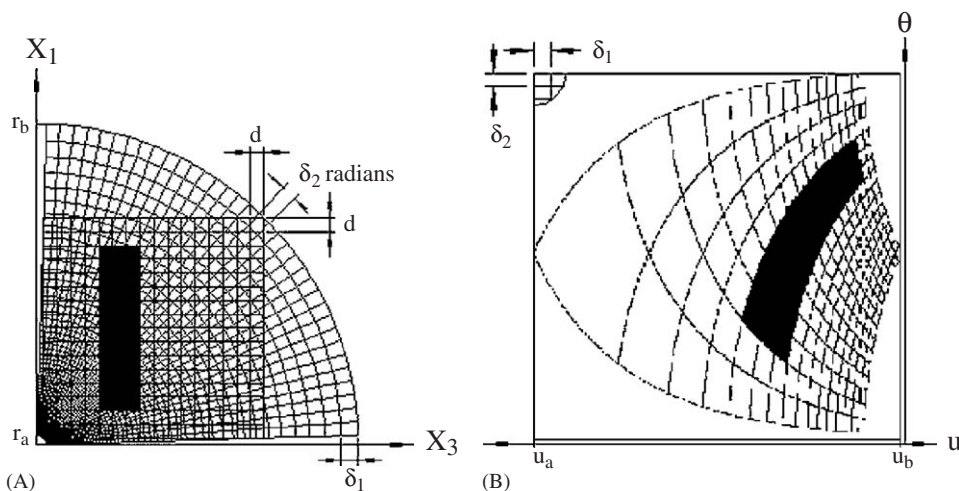 X1
rb
d
δ2 radians
d
ra
X3
δ1
(A)
δ1
θ
δ2
ua
ub
u
(B)